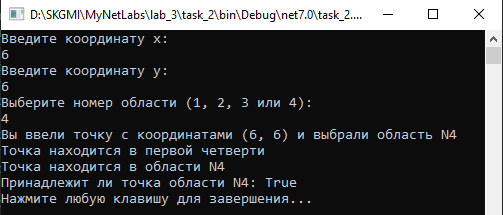 D:\SKGMI\MyNetLabs\lab_3\task_2\bin\Debug\net7.0\task_2....
Введите координату x:
6
Введите координату y:
6
Выберите номер области (1, 2, 3 или 4):
4
Вы ввели точку с координатами (6, 6) и выбрали область N4
Точка находится в первой четверти
Точка находится в области N4
Принадлежит ли точка области N4: True
Нажмите любую клавишу для завершения...